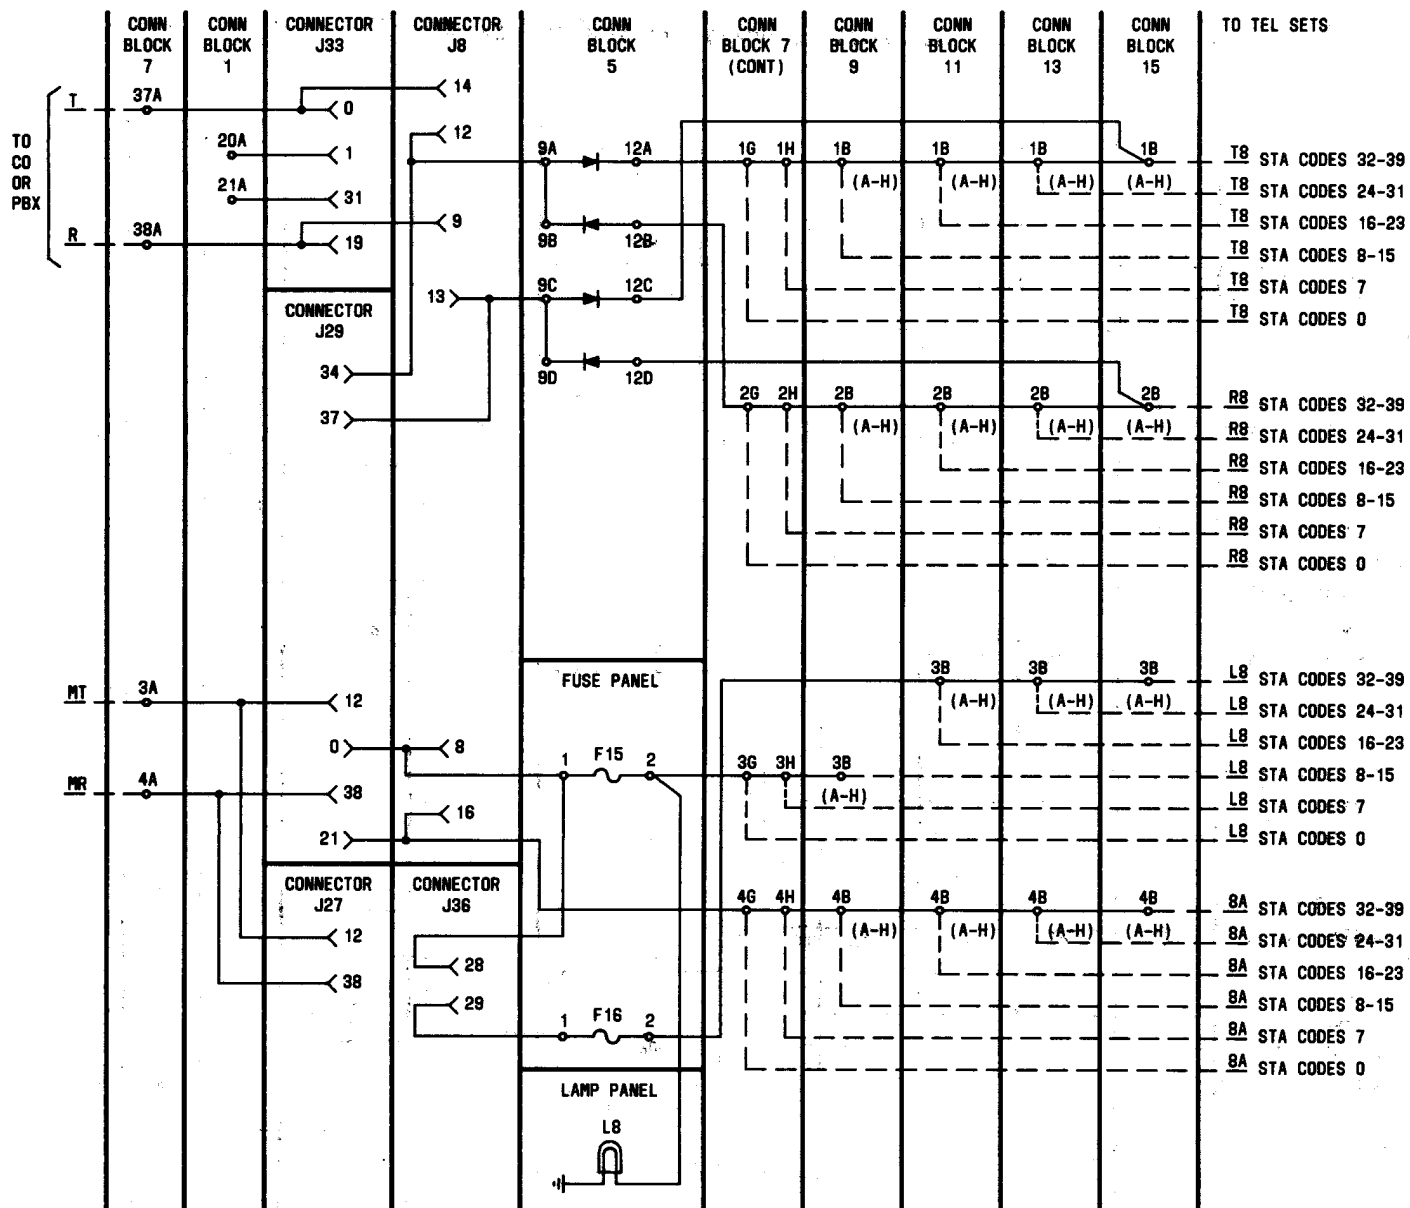 CONN BLOCK 7
CONN BLOCK 1
CONNECTOR J33
CONNECTOR J8
CONN BLOCK 5
CONN BLOCK 7 (CONT)
CONN BLOCK 9
CONN BLOCK 11
CONN BLOCK 13
CONN BLOCK 15
TO TEL SETS
TO CO OR PBX
T 37A 0 14
20A 1 12
21A 31
R 38A 19 9
9A 12A 1G 1H 1B 1B 1B 1B T8 STA CODES 32-39
(A-H) (A-H) (A-H) (A-H) T8 STA CODES 24-31
T8 STA CODES 16-23
9B 12B T8 STA CODES 8-15
13 9C 12C T8 STA CODES 7
T8 STA CODES 0
CONNECTOR J29
34
37
9D 12D
2G 2H 2B 2B 2B 2B R8 STA CODES 32-39
(A-H) (A-H) (A-H) (A-H) R8 STA CODES 24-31
R8 STA CODES 16-23
R8 STA CODES 8-15
R8 STA CODES 7
R8 STA CODES 0
FUSE PANEL
3B 3B 3B L8 STA CODES 32-39
(A-H) (A-H) (A-H) L8 STA CODES 24-31
L8 STA CODES 16-23
MT 3A 12
0 8
1 F15 2 3G 3H 3B L8 STA CODES 8-15
(A-H) L8 STA CODES 7
L8 STA CODES 0
MR 4A 38
16
21
CONNECTOR J27
CONNECTOR J36
4G 4H 4B 4B 4B 4B 8A STA CODES 32-39
(A-H) (A-H) (A-H) (A-H) 8A STA CODES 24-31
8A STA CODES 16-23
8A STA CODES 8-15
8A STA CODES 7
8A STA CODES 0
12
28
38
29
1 F16 2
LAMP PANEL
L8